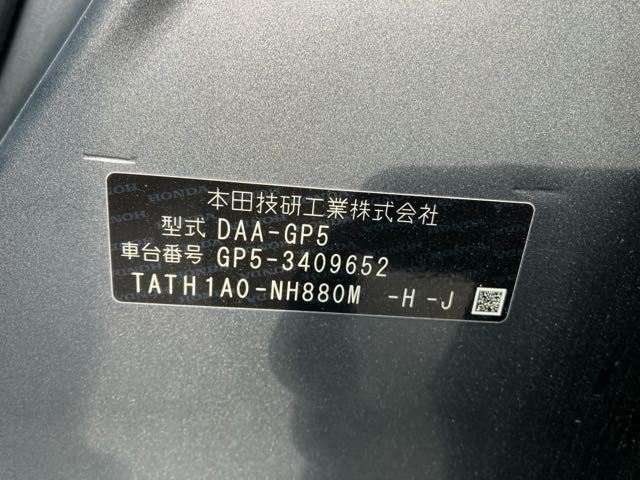 本田技研工業株式会社
型式 DAA-GP5
車台番号 GP5-3409652
TATH1A0-NH880M -H -J